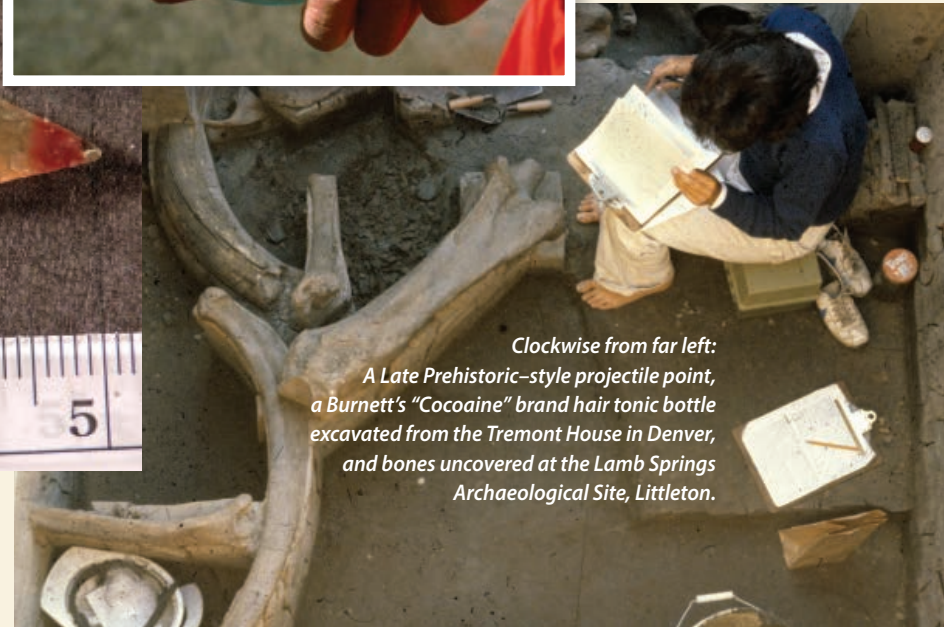 5
Clockwise from far left:
A Late Prehistoric–style projectile point,
a Burnett's “Cocoaine” brand hair tonic bottle
excavated from the Tremont House in Denver,
and bones uncovered at the Lamb Springs
Archaeological Site, Littleton.